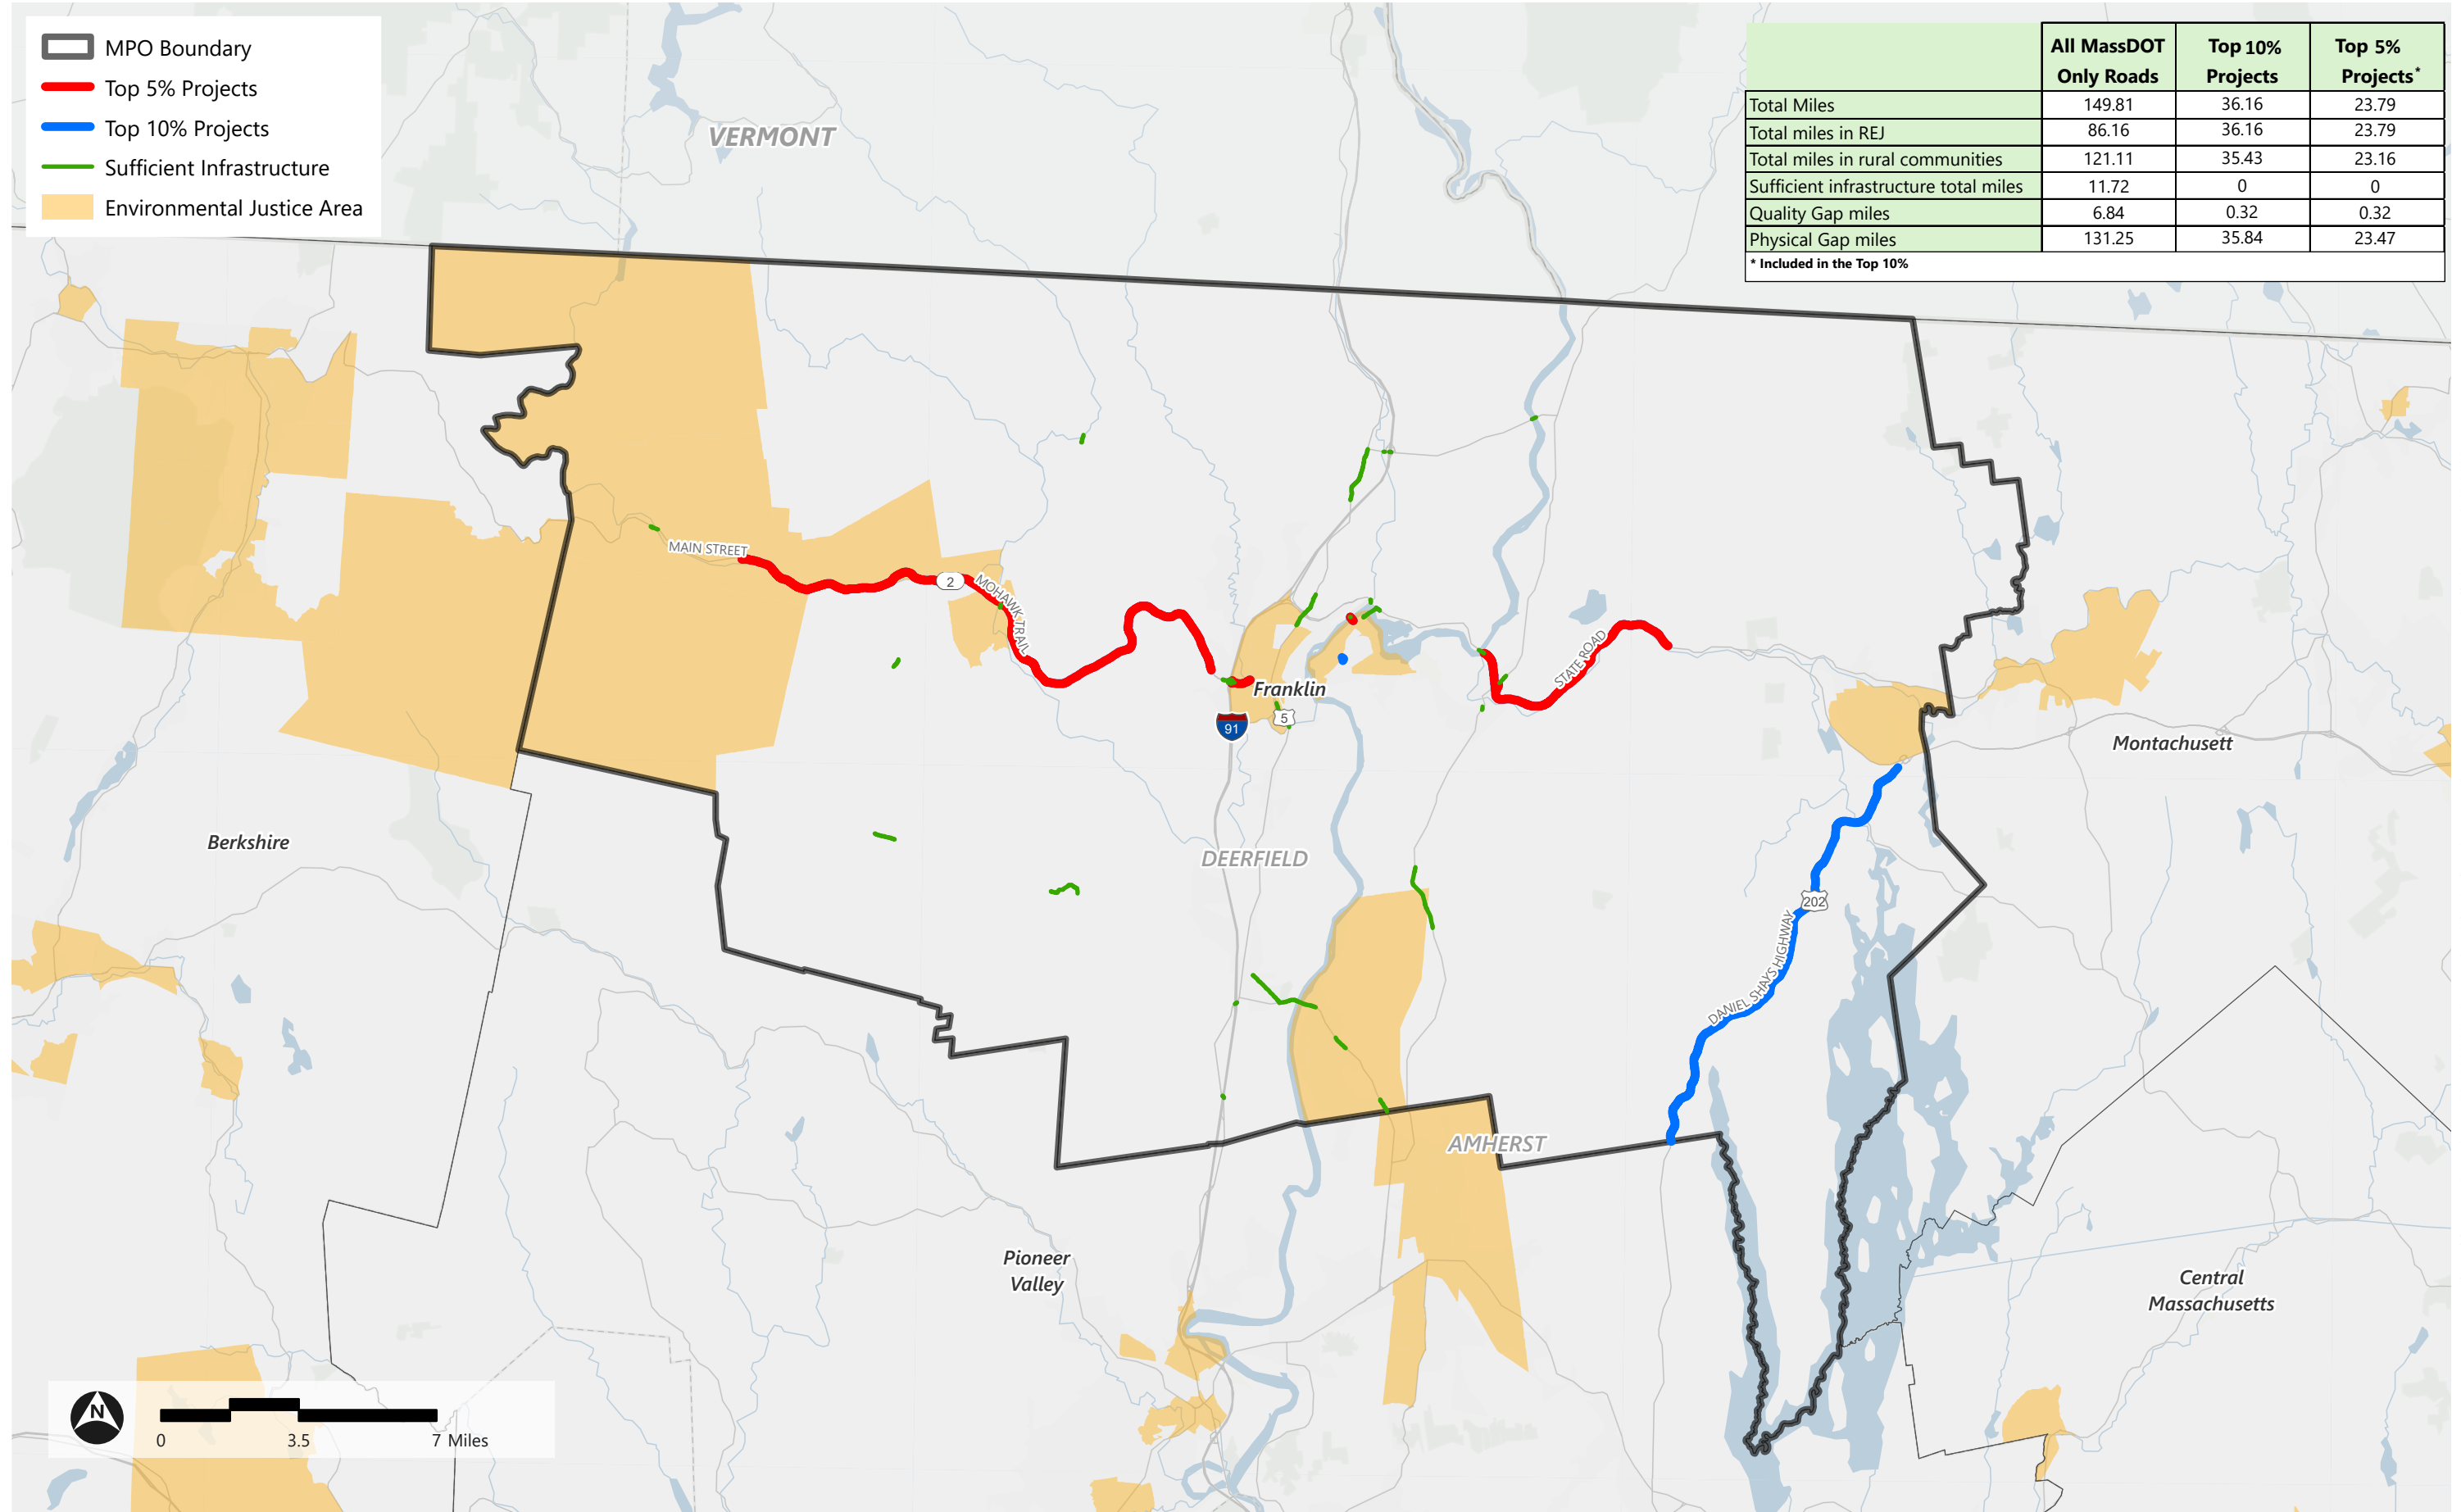 MPO Boundary
Top 5% Projects
Top 10% Projects
Sufficient Infrastructure
Environmental Justice Area
All MassDOT Only Roads Top 10% Projects Top 5% Projects*
Total Miles 149.81 36.16 23.79
Total miles in REJ 86.16 36.16 23.79
Total miles in rural communities 121.11 35.43 23.16
Sufficient infrastructure total miles 11.72 0 0
Quality Gap miles 6.84 0.32 0.32
Physical Gap miles 131.25 35.84 23.47
* Included in the Top 10%
VERMONT
MAIN STREET
2
MOHAWK TRAIL
STATE ROAD
Franklin
5
91
Montachusett
Berkshire
DEERFIELD
202
DANIEL SHAYS HIGHWAY
AMHERST
Pioneer
Valley
Central
Massachusetts
N
0 3.5 7 Miles